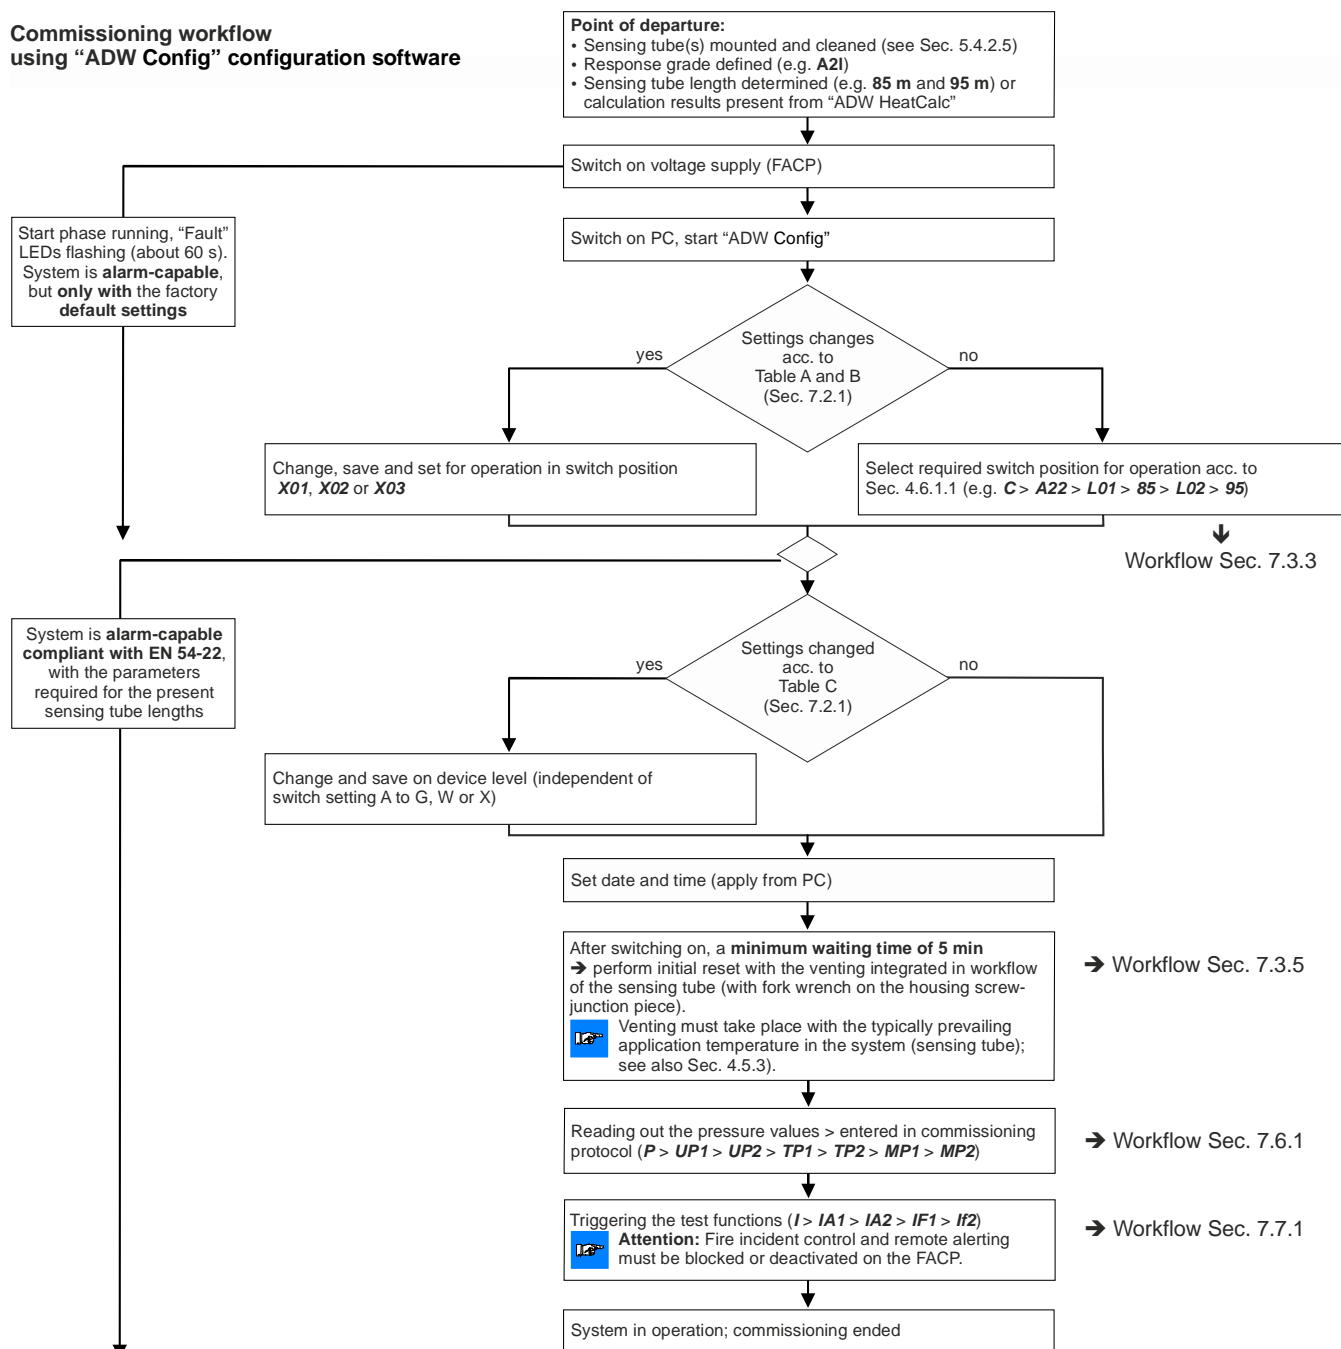 Commissioning workflow
using “ADW Config” configuration software
Point of departure:
• Sensing tube(s) mounted and cleaned (see Sec. 5.4.2.5)
• Response grade defined (e.g. A2I)
• Sensing tube length determined (e.g. 85 m and 95 m) or
calculation results present from “ADW HeatCalc”
Switch on voltage supply (FACP)
Start phase running, “Fault”
LEDs flashing (about 60 s).
System is alarm-capable,
but only with the factory
default settings
Switch on PC, start “ADW Config”
Settings changes
acc. to
Table A and B
(Sec. 7.2.1)
yes
no
Change, save and set for operation in switch position
X01, X02 or X03
Select required switch position for operation acc. to
Sec. 4.6.1.1 (e.g. C > A22 > L01 > 85 > L02 > 95)
🡻
Workflow Sec. 7.3.3
System is alarm-capable
compliant with EN 54-22,
with the parameters
required for the present
sensing tube lengths
Settings changed
acc. to
Table C
(Sec. 7.2.1)
yes
no
Change and save on device level (independent of
switch setting A to G, W or X)
Set date and time (apply from PC)
After switching on, a minimum waiting time of 5 min
➔ perform initial reset with the venting integrated in workflow
of the sensing tube (with fork wrench on the housing screw-
junction piece).
Venting must take place with the typically prevailing
application temperature in the system (sensing tube);
see also Sec. 4.5.3).
➔ Workflow Sec. 7.3.5
Reading out the pressure values > entered in commissioning
protocol (P > UP1 > UP2 > TP1 > TP2 > MP1 > MP2)
➔ Workflow Sec. 7.6.1
Triggering the test functions (I > IA1 > IA2 > IF1 > If2)
Attention: Fire incident control and remote alerting
must be blocked or deactivated on the FACP.
➔ Workflow Sec. 7.7.1
System in operation; commissioning ended